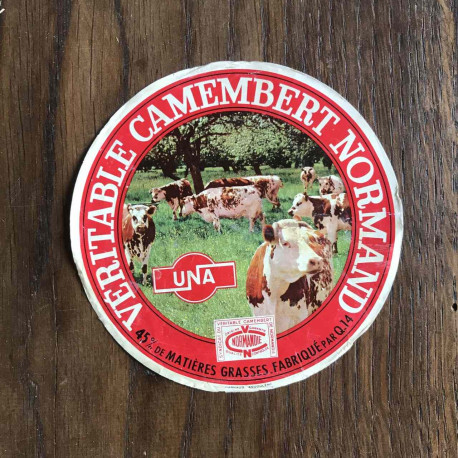 VÉRITABLE CAMEMBERT NORMAND
UNA
VÉRITABLE CAMEMBERT
NORMANDIE
V
C
N
45% DE MATIÈRES GRASSES. FABRIQUÉ PAR Q.14